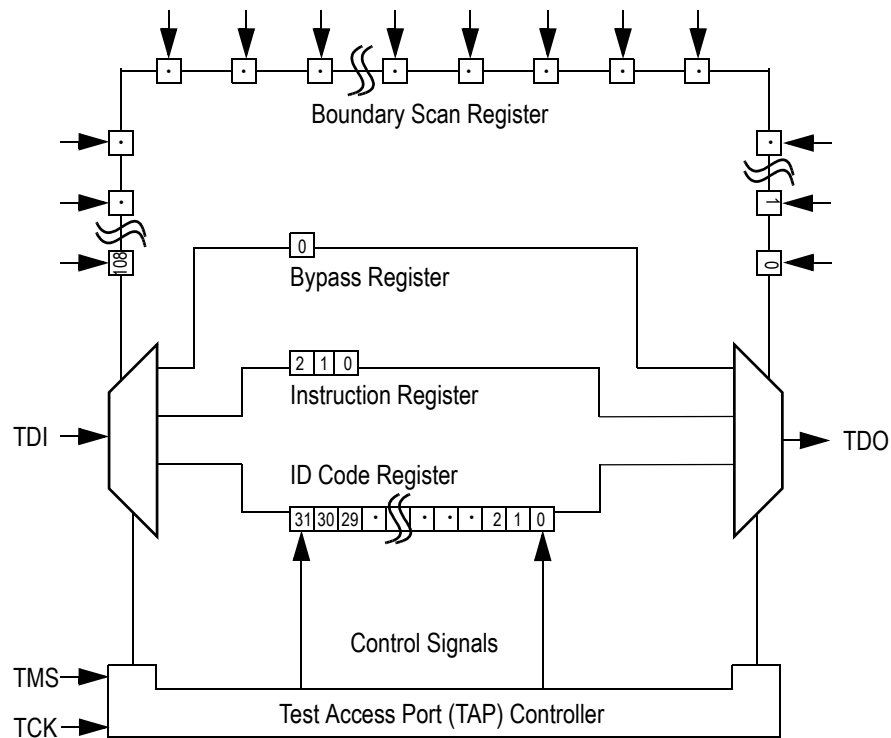 · · · · · · · ·
Boundary Scan Register
· ·
· 1
108 0
0
Bypass Register
2 1 0
Instruction Register
TDI TDO
ID Code Register
31 30 29 · · · · 2 1 0
Control Signals
TMS
Test Access Port (TAP) Controller
TCK